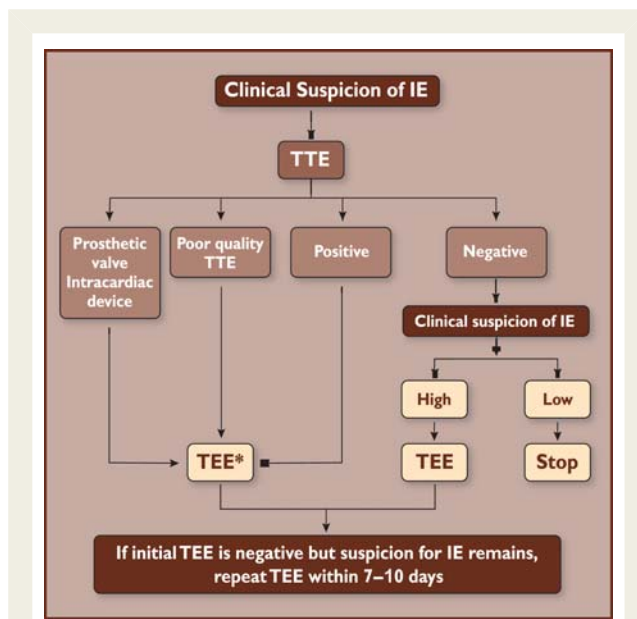 Clinical Suspicion of IE
TTE
Prosthetic
valve
Intracardiac
device
Poor quality
TTE
Positive
Negative
Clinical suspicion of IE
High
Low
TEE*
TEE
Stop
If initial TEE is negative but suspicion for IE remains,
repeat TEE within 7–10 days